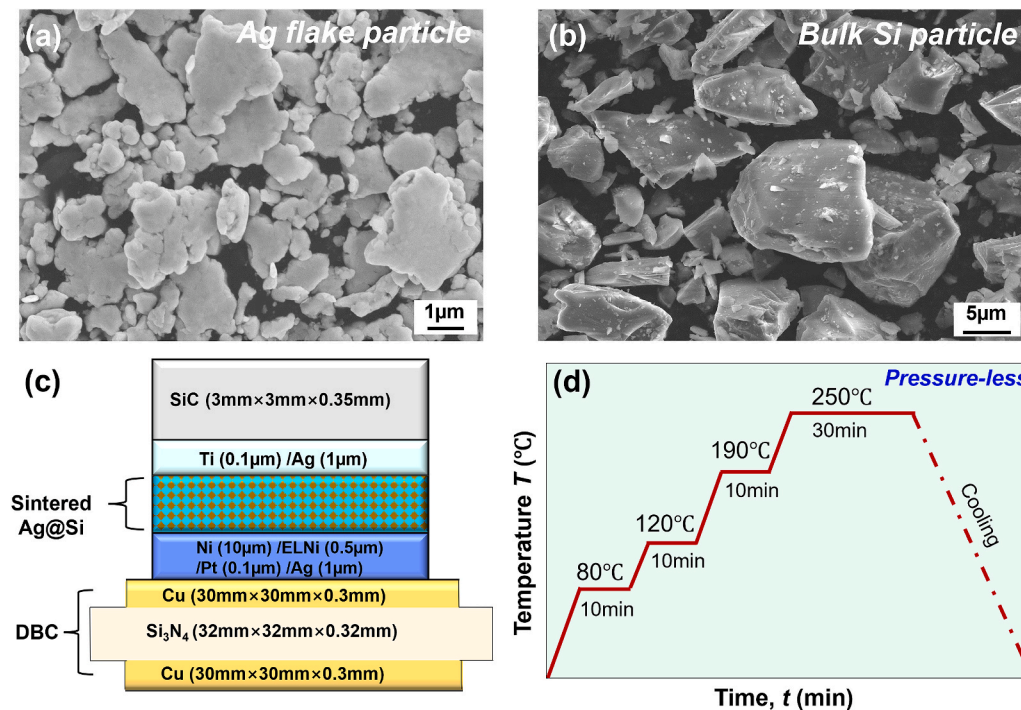 (a)
Ag flake particle
1μm
(b)
Bulk Si particle
5μm
(c)
SiC (3mm×3mm×0.35mm)
Ti (0.1μm) /Ag (1μm)
Sintered
Ag@Si
Ni (10μm) /ELNi (0.5μm)
/Pt (0.1μm) /Ag (1μm)
Cu (30mm×30mm×0.3mm)
DBC
Si₃N₄ (32mm×32mm×0.32mm)
Cu (30mm×30mm×0.3mm)
(d)
Pressure-less
250℃
30min
190℃
10min
120℃
10min
80℃
10min
Cooling
Temperature T (℃)
Time, t (min)